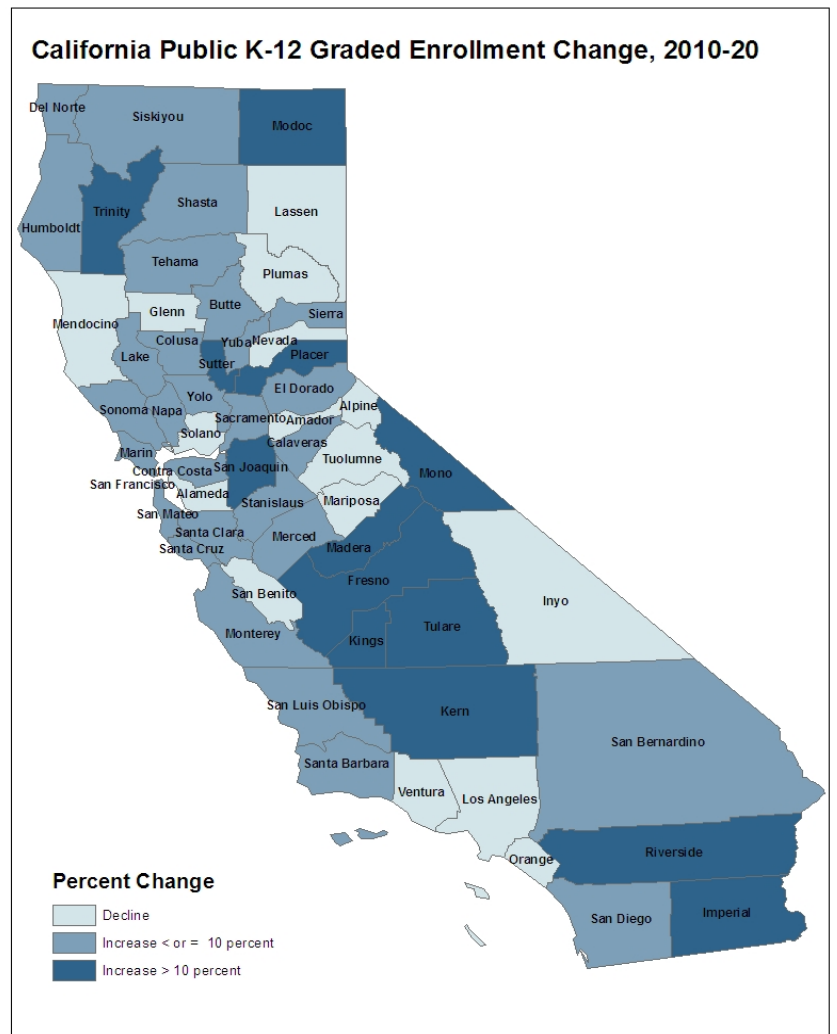 California Public K-12 Graded Enrollment Change, 2010-20
Del Norte
Siskiyou
Modoc
Trinity
Shasta
Lassen
Humboldt
Tehama
Plumas
Glenn
Butte
Sierra
Mendocino
Colusa
Yuba
Nevada
Lake
Sutter
Placer
El Dorado
Yolo
Sonoma
Napa
Sacramento
Alpine
Amador
Solano
Calaveras
Marin
Tuolumne
Contra Costa
San Joaquin
Mono
San Francisco
Alameda
Mariposa
Stanislaus
San Mateo
Santa Clara
Merced
Santa Cruz
Madera
Fresno
San Benito
Inyo
Tulare
Monterey
Kings
San Luis Obispo
Kern
San Bernardino
Santa Barbara
Ventura
Los Angeles
Riverside
Orange
Imperial
San Diego
Percent Change
Decline
Increase < or = 10 percent
Increase > 10 percent